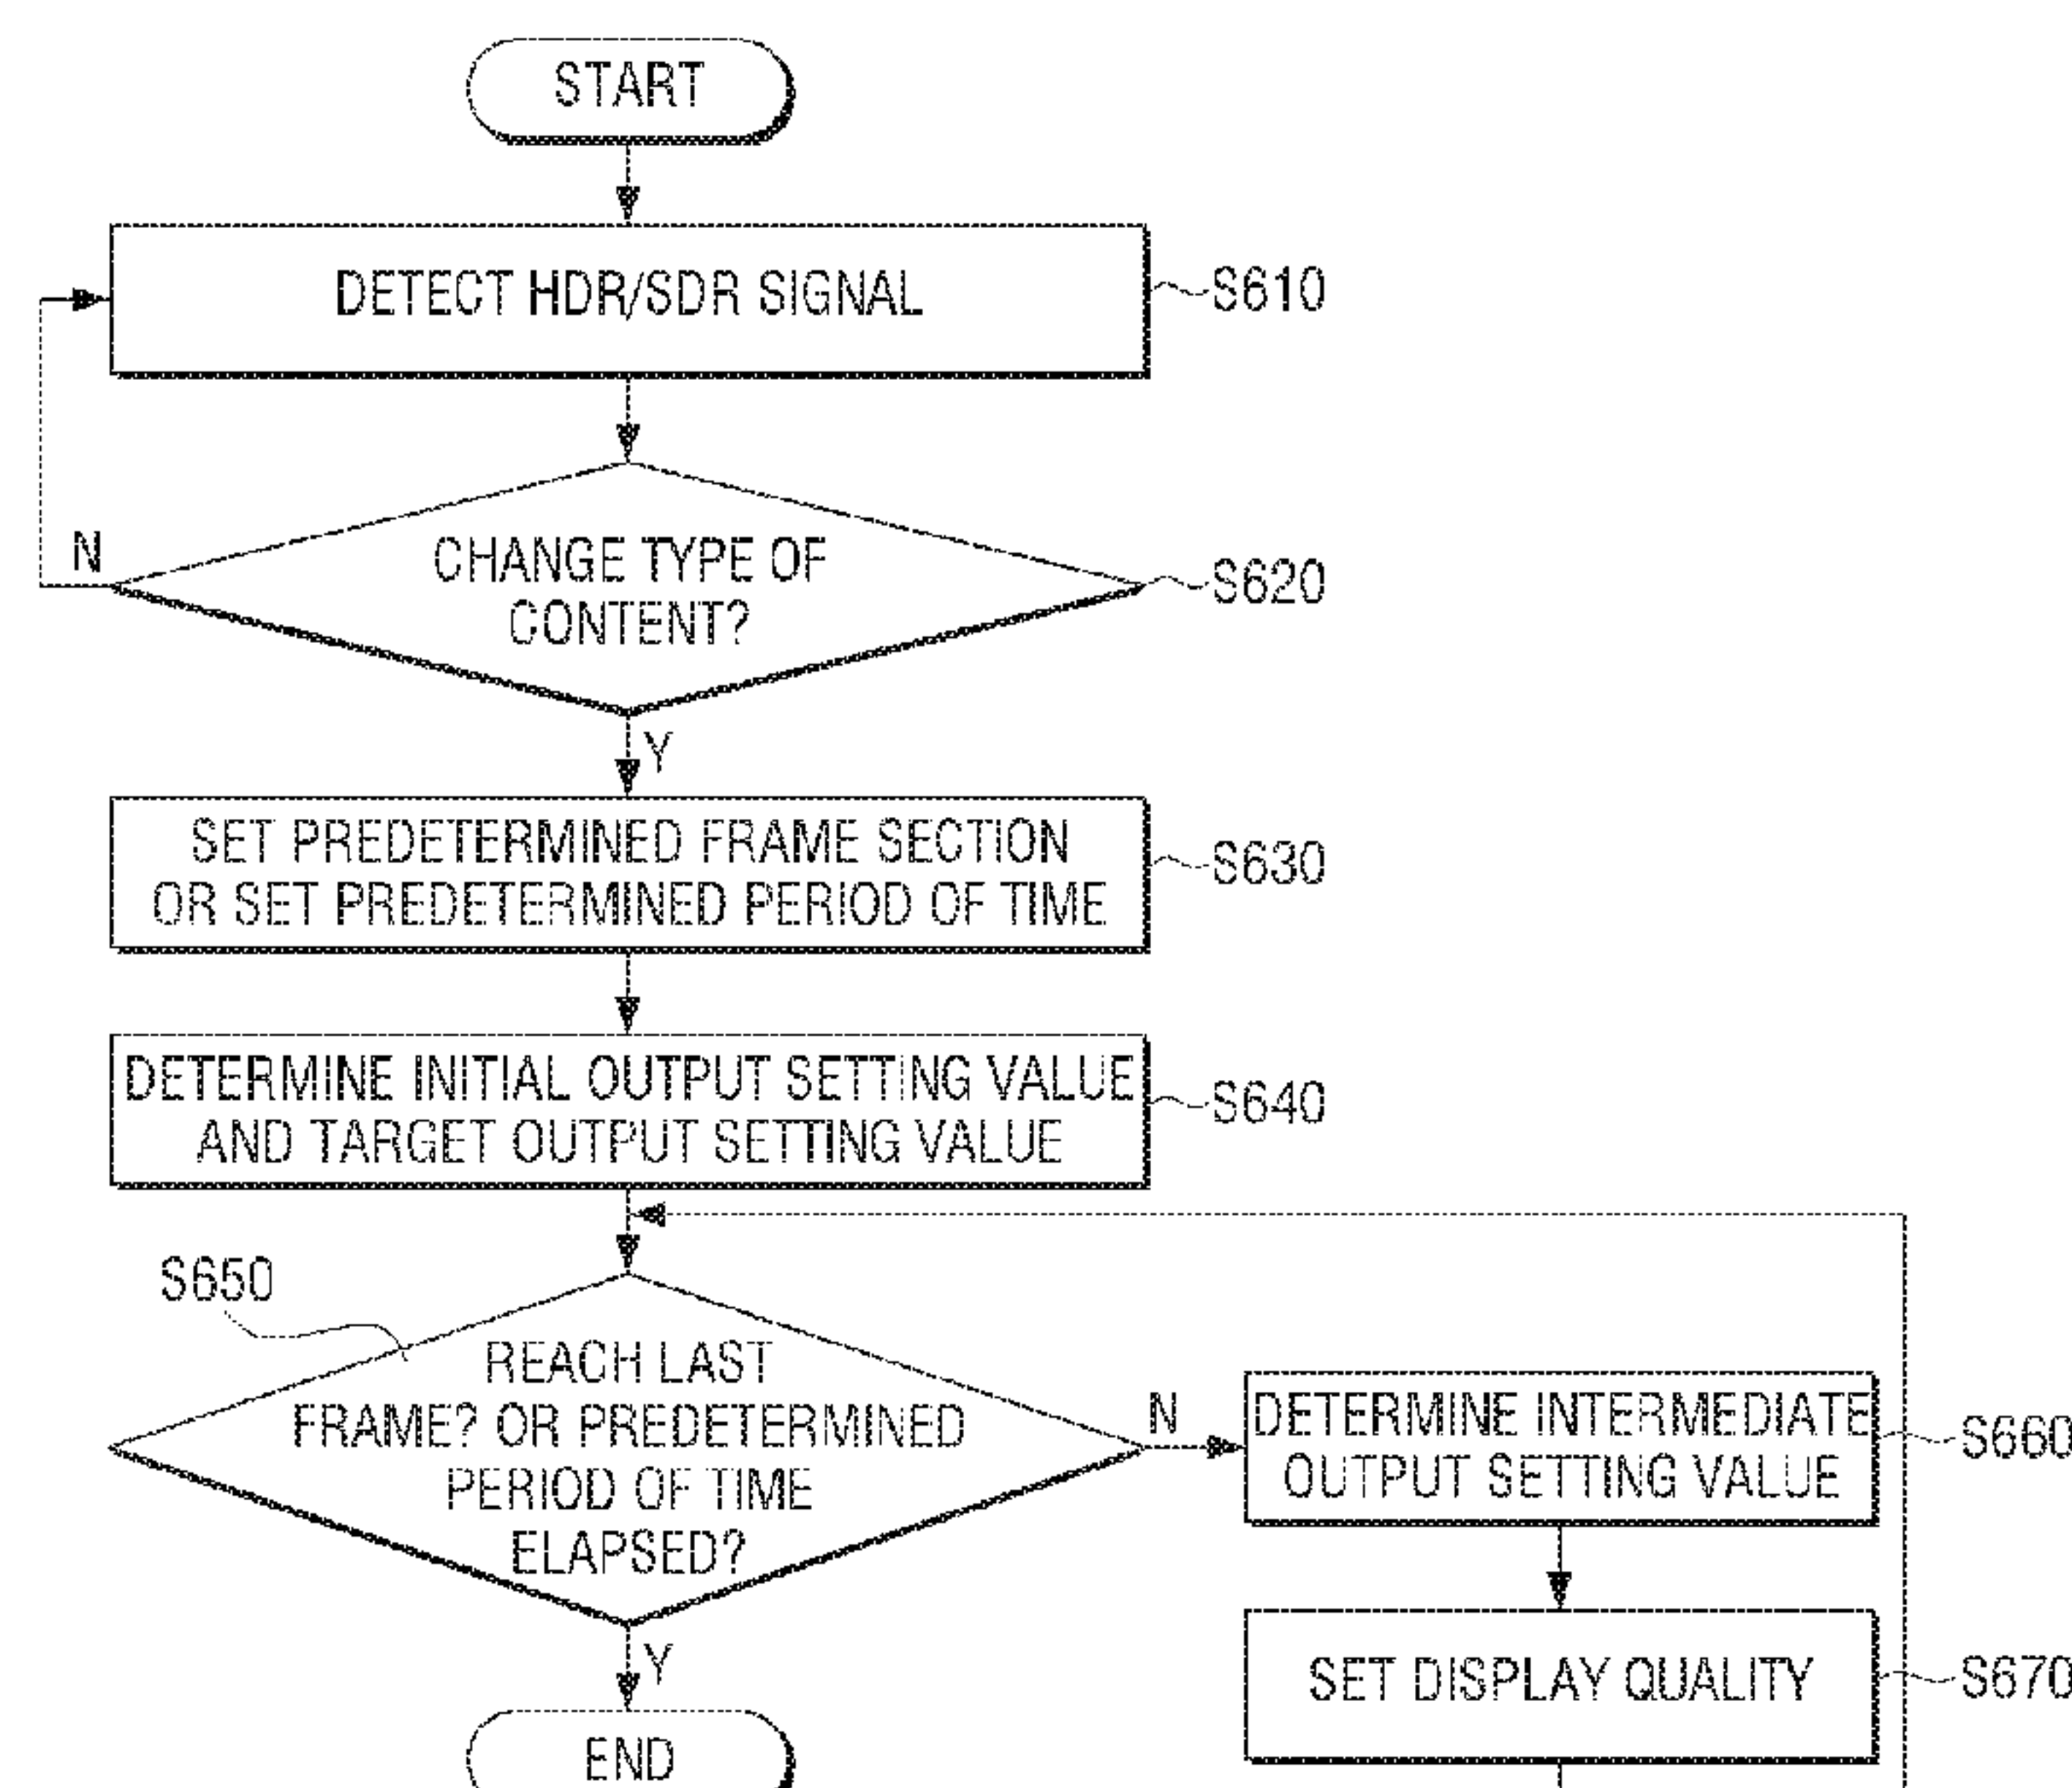 START
DETECT HDR/SDR SIGNAL
S610
N
CHANGE TYPE OF
CONTENT?
S620
Y
SET PREDETERMINED FRAME SECTION
OR SET PREDETERMINED PERIOD OF TIME
S630
DETERMINE INITIAL OUTPUT SETTING VALUE
AND TARGET OUTPUT SETTING VALUE
S640
S650
REACH LAST
FRAME? OR PREDETERMINED
PERIOD OF TIME
ELAPSED?
N
DETERMINE INTERMEDIATE
OUTPUT SETTING VALUE
S660
Y
SET DISPLAY QUALITY
S670
END